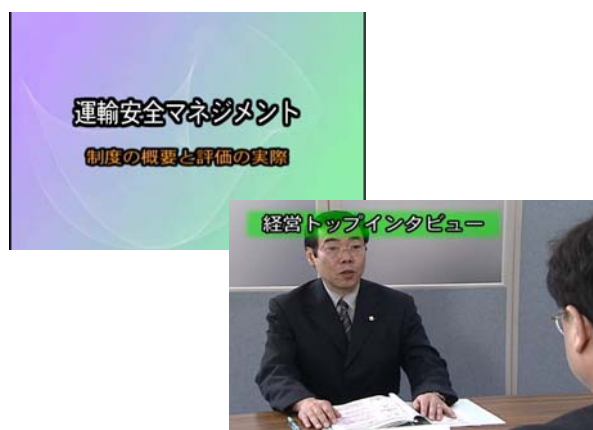 運輸安全マネジメント
制度の概要と評価の実際
経営トップインタビュー